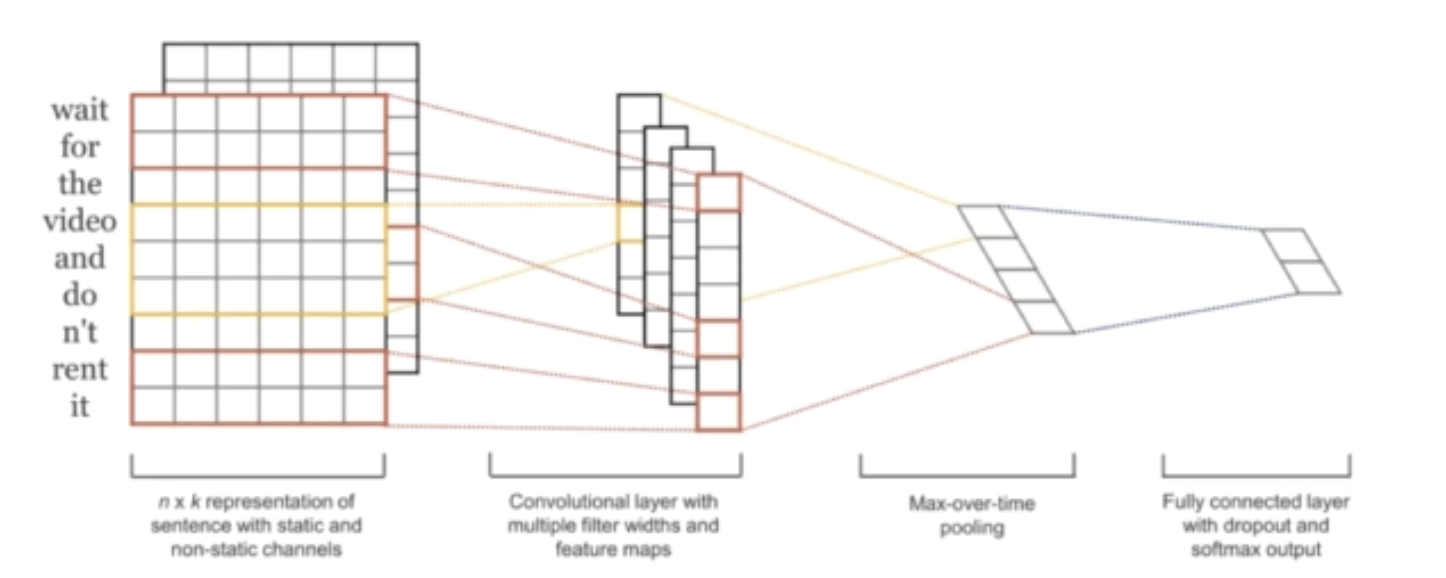 wait
for
the
video
and
do
n't
rent
it
n x k representation of
sentence with static and
non-static channels
Convolutional layer with
multiple filter widths and
feature maps
Max-over-time
pooling
Fully connected layer
with dropout and
softmax output